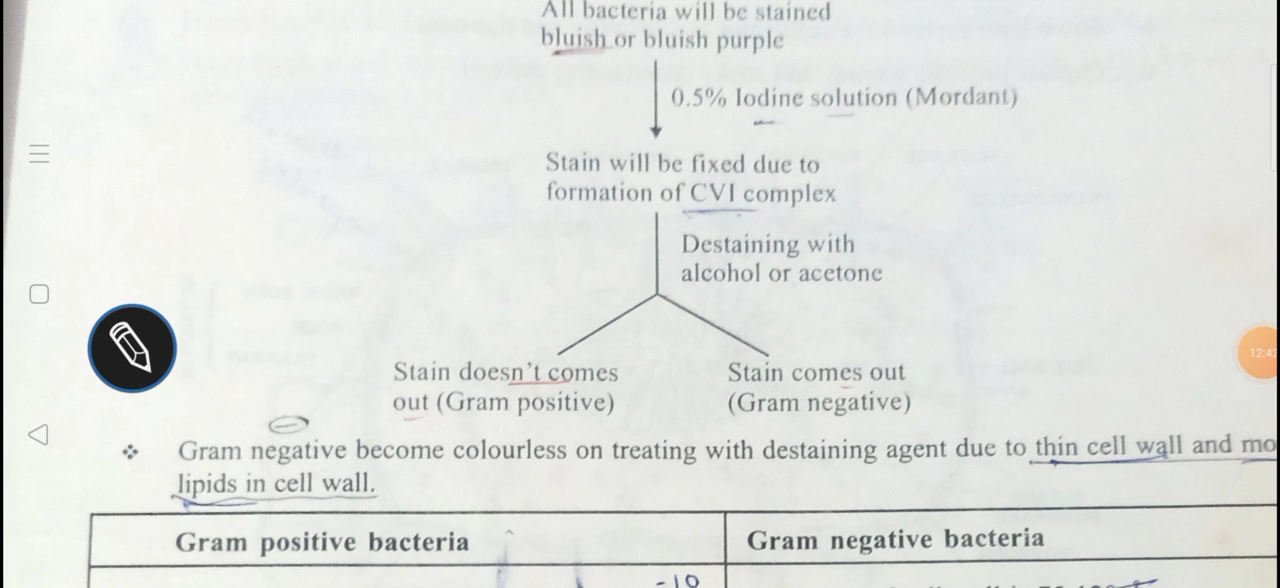 All bacteria will be stained
bluish or bluish purple
0.5% Iodine solution (Mordant)
Stain will be fixed due to
formation of CVI complex
Destaining with
alcohol or acetone
Stain doesn't comes
out (Gram positive)
Stain comes out
(Gram negative)
❖ Gram negative become colourless on treating with destaining agent due to thin cell wall and mo
lipids in cell wall.
Gram positive bacteria
Gram negative bacteria
-10
12:42